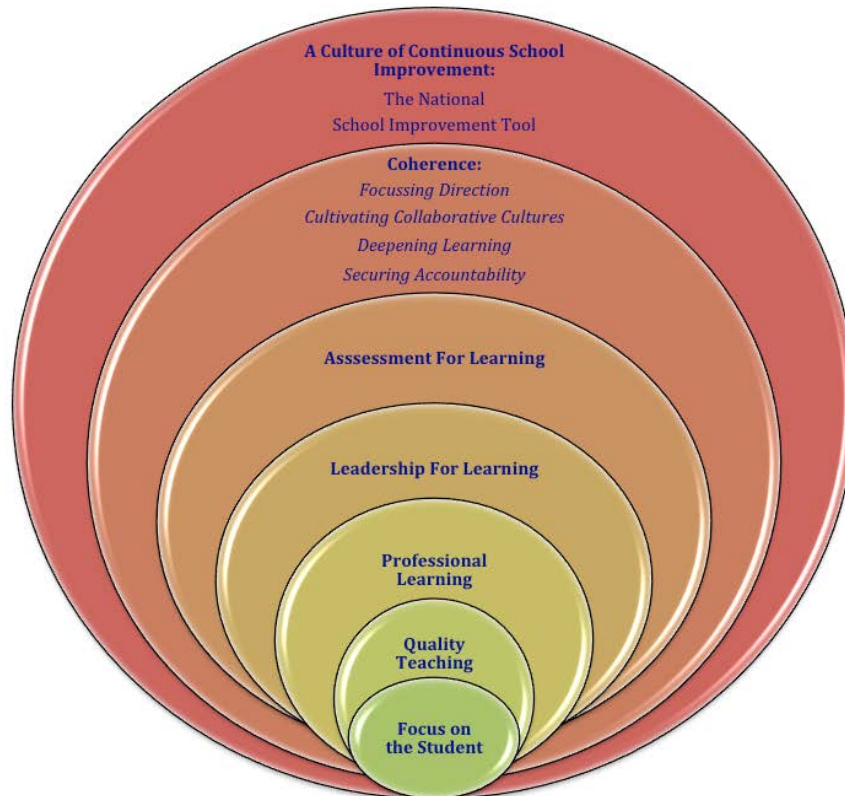 A Culture of Continuous School
Improvement:
The National
School Improvement Tool
Coherence:
Focussing Direction
Cultivating Collaborative Cultures
Deepening Learning
Securing Accountability
Asssessment For Learning
Leadership For Learning
Professional
Learning
Quality
Teaching
Focus on
the Student